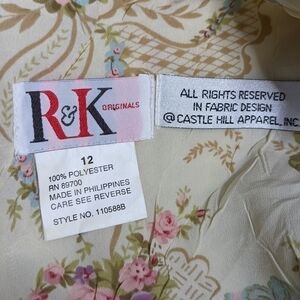 R&K ORIGINALS
12
100% POLYESTER
RN 89700
MADE IN PHILIPPINES
CARE SEE REVERSE
STYLE NO. 110588B
ALL RIGHTS RESERVED
IN FABRIC DESIGN
@ CASTLE HILL APPAREL, INC